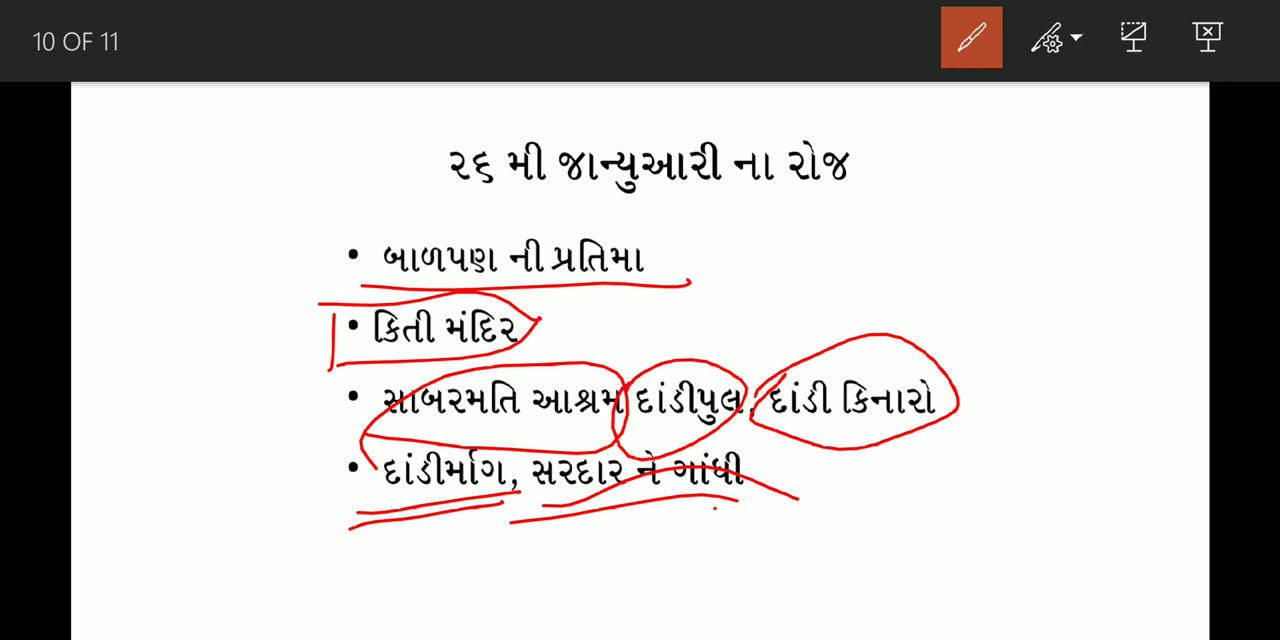 10 OF 11
૨૬ મી જાન્યુઆરી ના રોજ
• બાળપણ ની પ્રતિમા
• કિતી મંદિર
• સાબરમતિ આશ્રમ દાંડીપુલ, દાંડી કિનારો
• દાંડીર્માગ, સરદાર ને ગાંધી